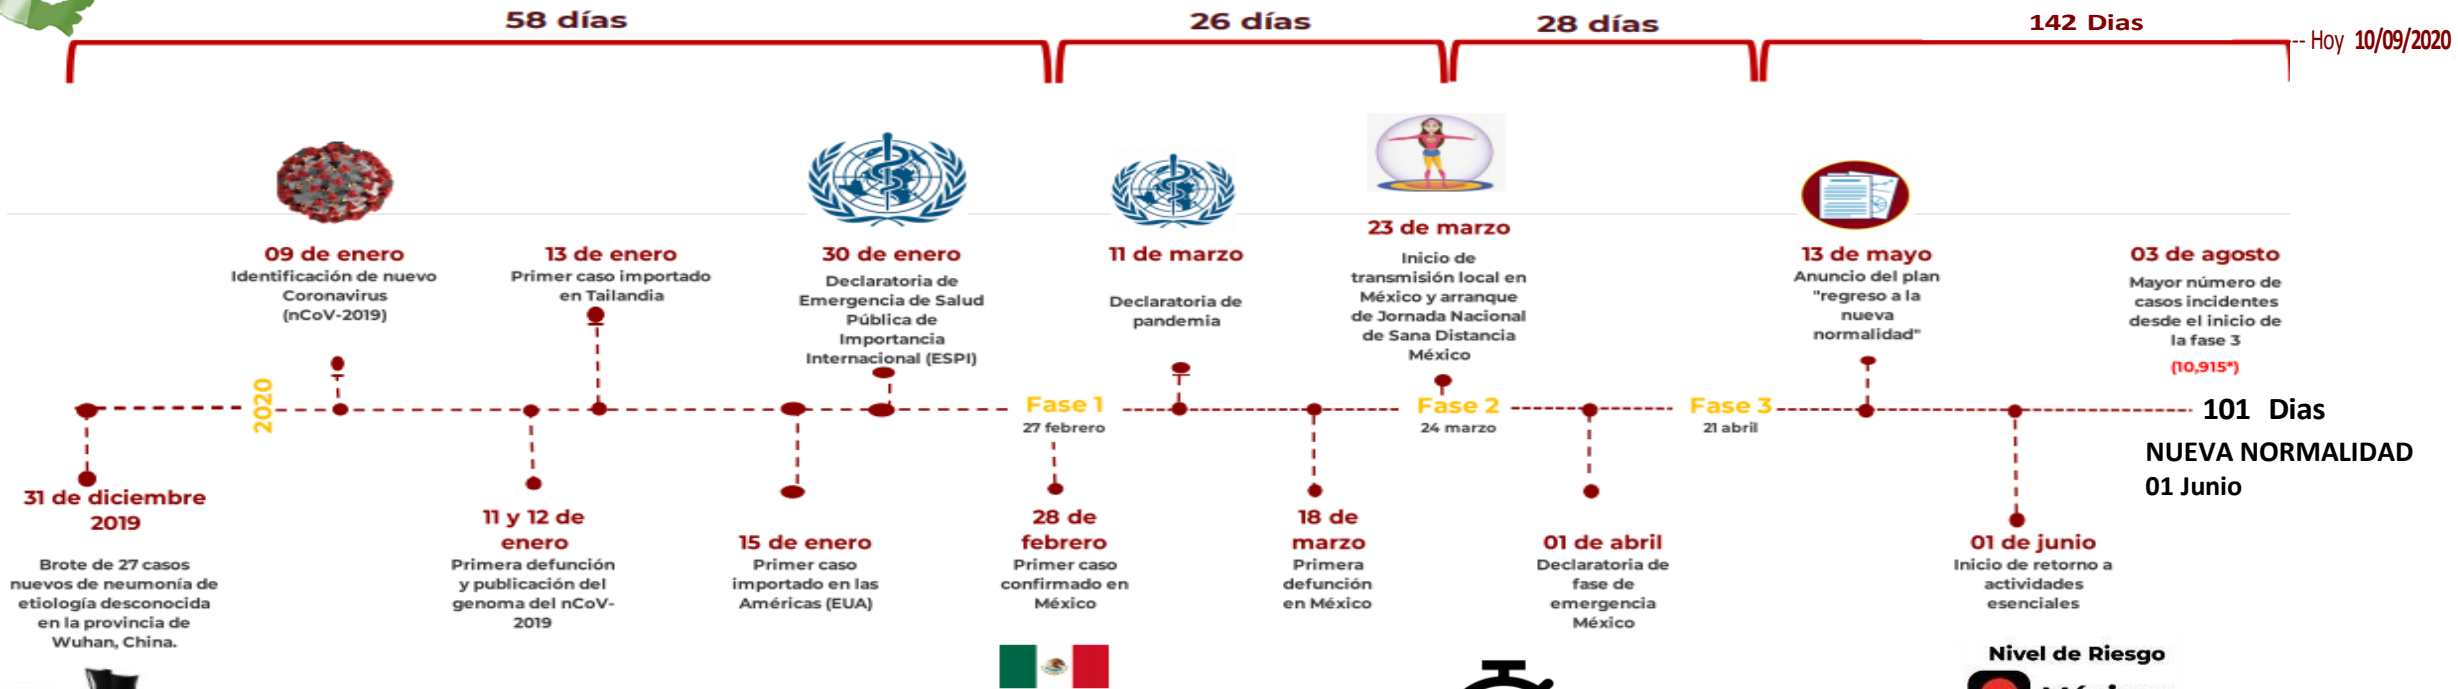 58 días
26 días
28 días
142 Dias
-- Hoy 10/09/2020
09 de enero
Identificación de nuevo
Coronavirus
(nCoV-2019)
13 de enero
Primer caso importado
en Tailandia
30 de enero
Declaratoria de
Emergencia de Salud
Pública de
Importancia
Internacional (ESPI)
11 de marzo
Declaratoria de
pandemia
23 de marzo
Inicio de
transmisión local en
México y arranque
de Jornada Nacional
de Sana Distancia
México
13 de mayo
Anuncio del plan
"regreso a la
nueva
normalidad"
03 de agosto
Mayor número de
casos incidentes
desde el inicio de
la fase 3
(10,915*)
2020
Fase 1
27 febrero
Fase 2
24 marzo
Fase 3
21 abril
101 Dias
NUEVA NORMALIDAD
01 Junio
31 de diciembre
2019
Brote de 27 casos
nuevos de neumonía de
etiología desconocida
en la provincia de
Wuhan, China.
11 y 12 de
enero
Primera defunción
y publicación del
genoma del nCoV-
2019
15 de enero
Primer caso
importado en las
Américas (EUA)
28 de
febrero
Primer caso
confirmado en
México
18 de
marzo
Primera
defunción
en México
01 de abril
Declaratoria de
fase de
emergencia
México
01 de junio
Inicio de retorno a
actividades
esenciales
Nivel de Riesgo